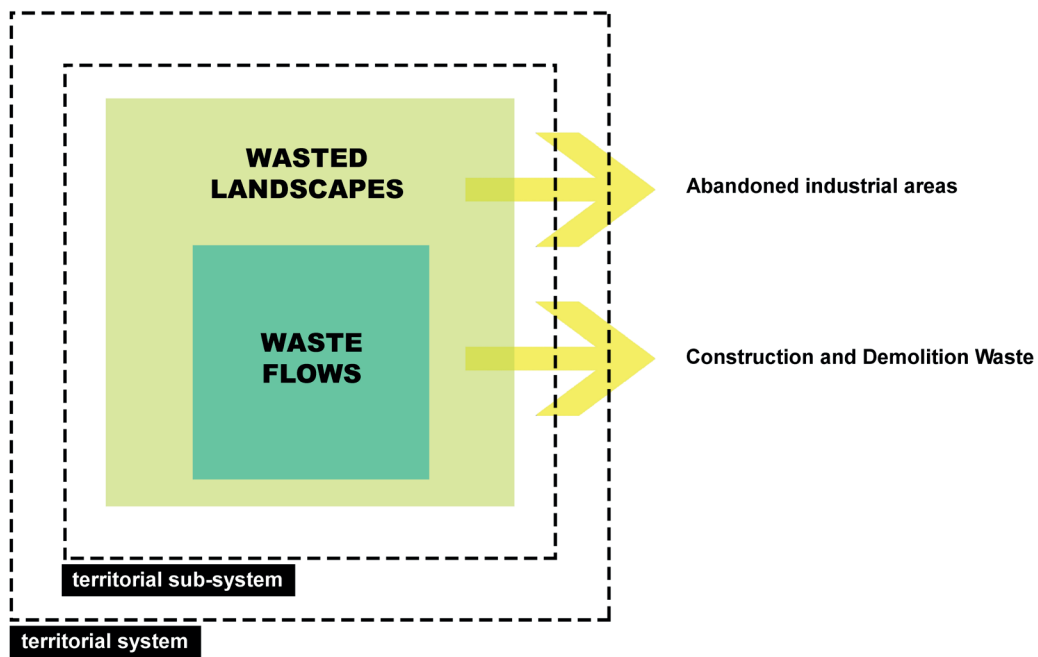 WASTED
LANDSCAPES
Abandoned industrial areas
WASTE
FLOWS
Construction and Demolition Waste
territorial sub-system
territorial system